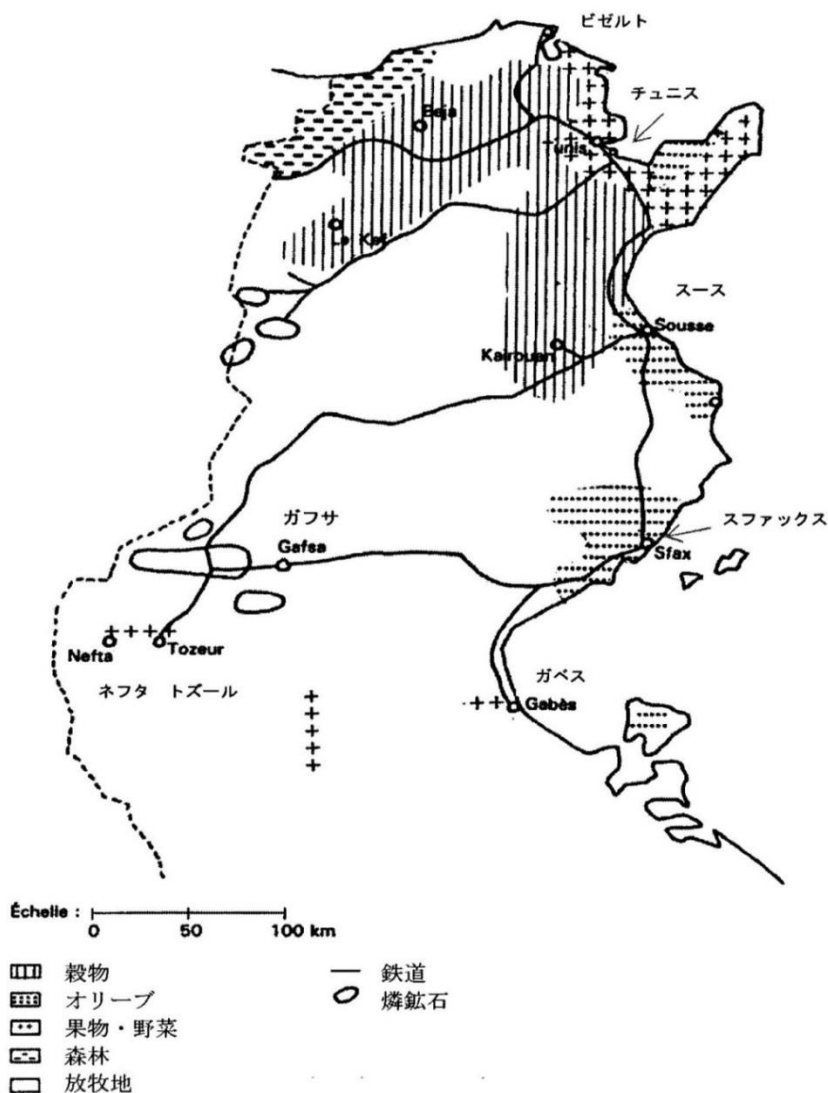 ビゼルト
チュニス
Beja
Tunis
Le Kef
スース
Sousse
Kairouan
ガフサ
スファックス
Gafsa
Sfax
Nefta
Tozeur
ネフタ トズール
ガベス
Gabès
Échelle :
0 50 100 km
穀物
オリーブ
果物・野菜
森林
放牧地
鉄道
燐鉱石